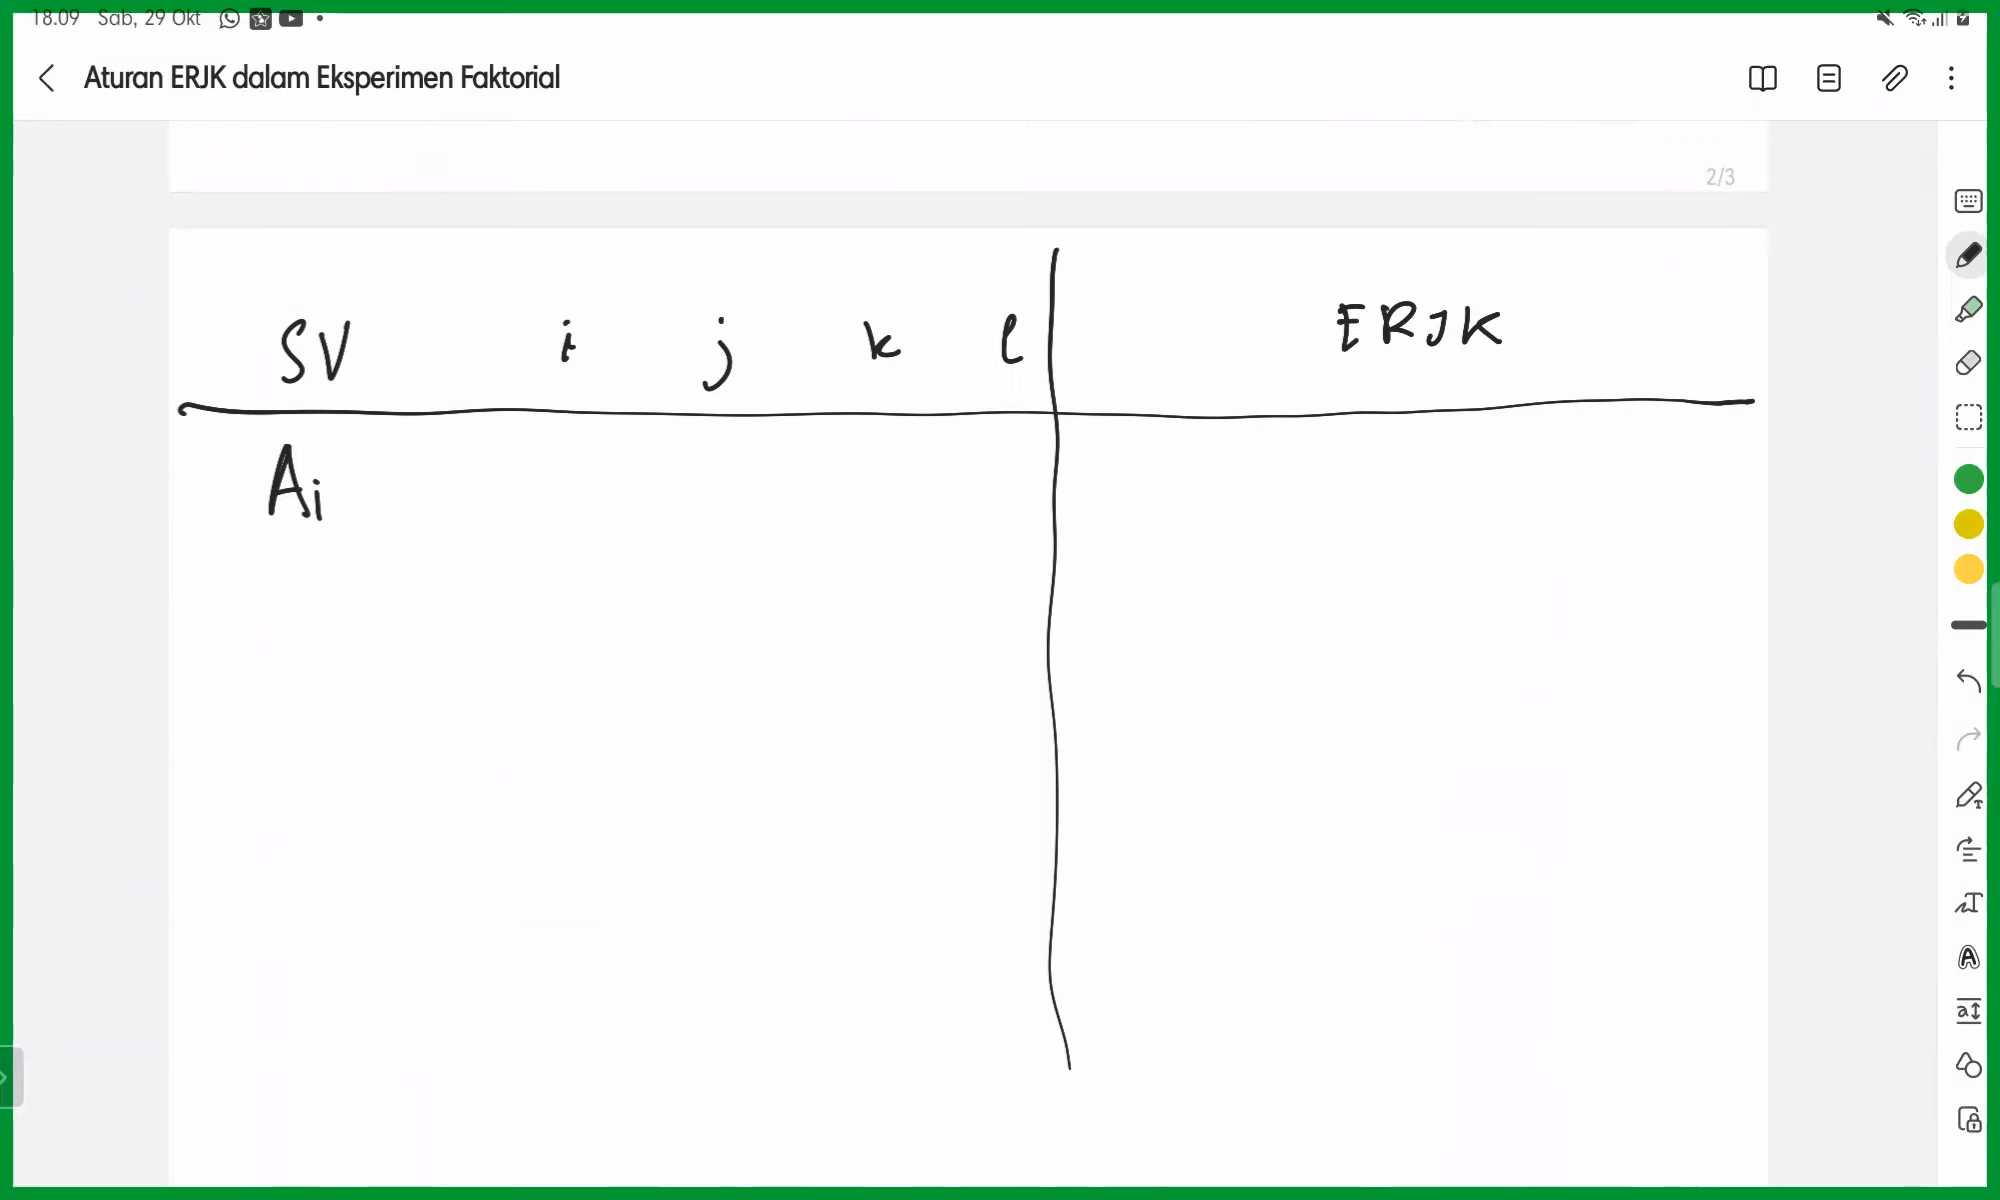 18.09 Sab, 29 Okt
Aturan ERJK dalam Eksperimen Faktorial
2/3
SV i j k l ERJK
Ai